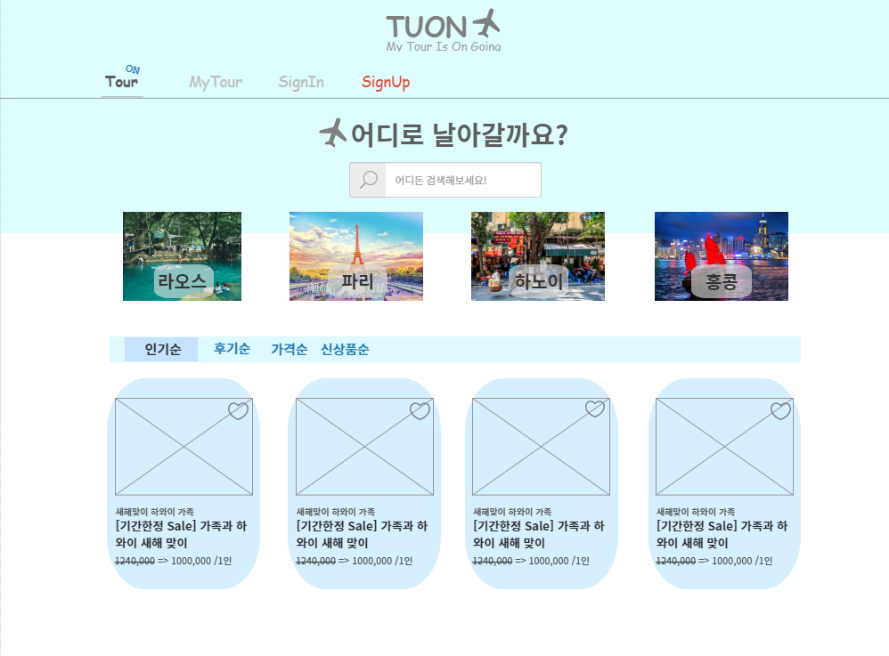 TUON
My Tour Is On Going
ON
Tour MyTour SignIn SignUp
어디로 날아갈까요?
어디든 검색해보세요!
라오스 파리 하노이 홍콩
인기순 후기순 가격순 신상품순
새해맞이 하와이 가족
[기간한정 Sale] 가족과 하
와이 새해 맞이
1240,000 => 1000,000 /1인
새해맞이 하와이 가족
[기간한정 Sale] 가족과 하
와이 새해 맞이
1240,000 => 1000,000 /1인
새해맞이 하와이 가족
[기간한정 Sale] 가족과 하
와이 새해 맞이
1240,000 => 1000,000 /1인
새해맞이 하와이 가족
[기간한정 Sale] 가족과 하
와이 새해 맞이
1240,000 => 1000,000 /1인